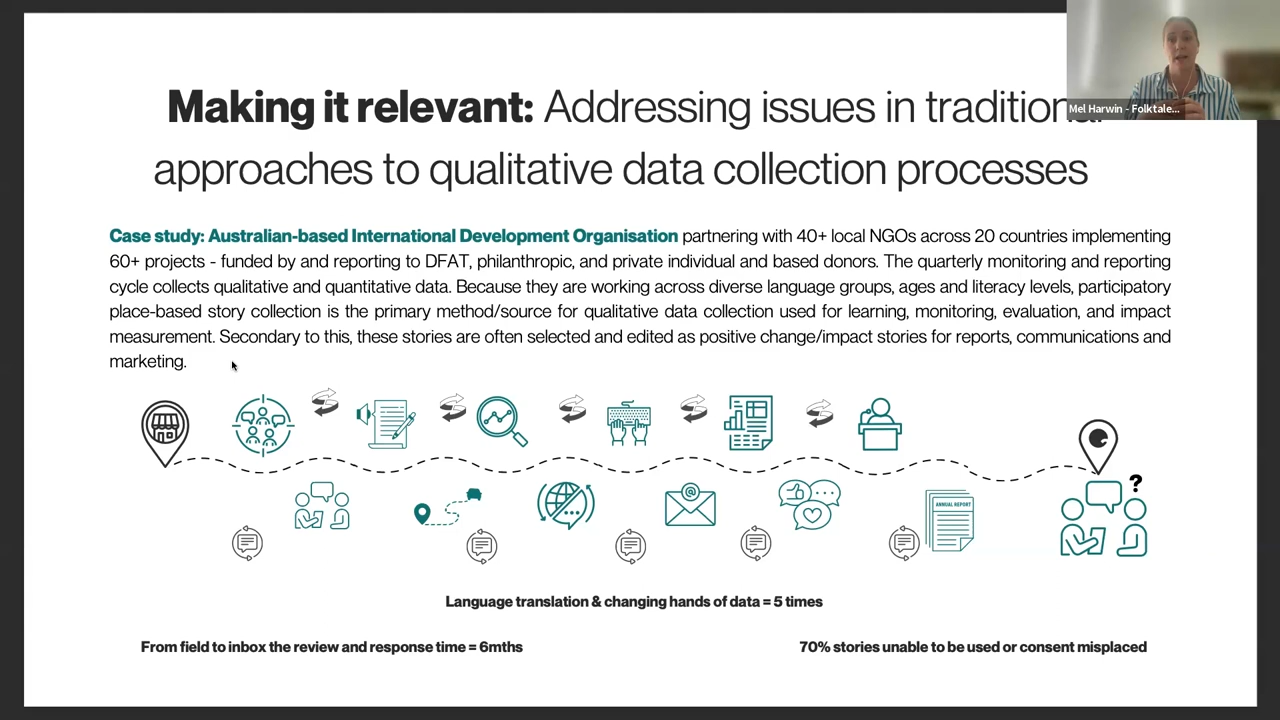 Making it relevant: Addressing issues in traditional
approaches to qualitative data collection processes
Mel Harwin - Folktale...
Case study: Australian-based International Development Organisation partnering with 40+ local NGOs across 20 countries implementing
60+ projects - funded by and reporting to DFAT, philanthropic, and private individual and based donors. The quarterly monitoring and reporting
cycle collects qualitative and quantitative data. Because they are working across diverse language groups, ages and literacy levels, participatory
place-based story collection is the primary method/source for qualitative data collection used for learning, monitoring, evaluation, and impact
measurement. Secondary to this, these stories are often selected and edited as positive change/impact stories for reports, communications and
marketing.
@
ANNUAL REPORT
?
Language translation & changing hands of data = 5 times
From field to inbox the review and response time = 6mths
70% stories unable to be used or consent misplaced